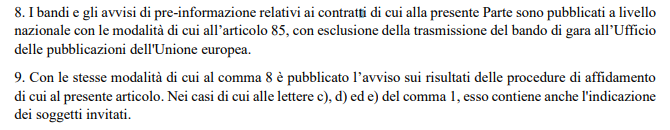 8. I bandi e gli avvisi di pre-informazione relativi ai contratti di cui alla presente Parte sono pubblicati a livello
nazionale con le modalità di cui all’articolo 85, con esclusione della trasmissione del bando di gara all’Ufficio
delle pubblicazioni dell'Unione europea.
9. Con le stesse modalità di cui al comma 8 è pubblicato l’avviso sui risultati delle procedure di affidamento
di cui al presente articolo. Nei casi di cui alle lettere c), d) ed e) del comma 1, esso contiene anche l'indicazione
dei soggetti invitati.